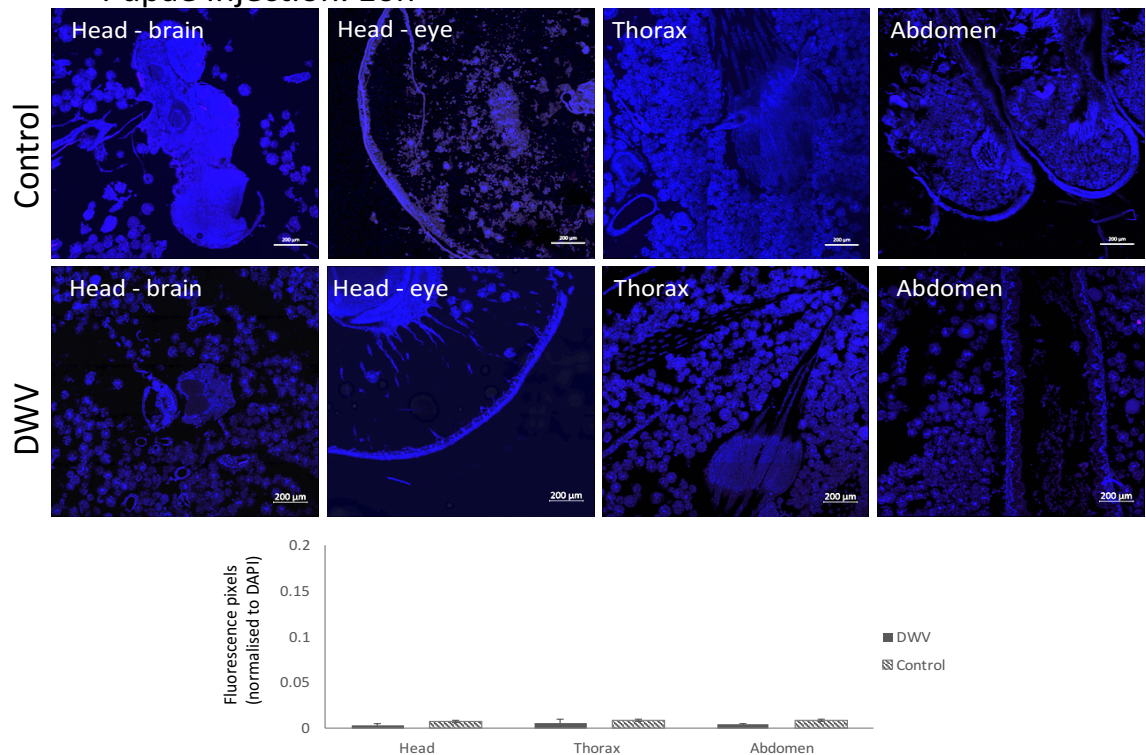 Pupae injection:
Control
Head - brain
200 µm
Head - eye
200 µm
Thorax
200 µm
Abdomen
200 µm
DWV
Head - brain
200 µm
Head - eye
200 µm
Thorax
200 µm
Abdomen
200 µm
Fluorescence pixels
(normalised to DAPI)
0.2
0.15
0.1
0.05
0
Head
Thorax
Abdomen
DWV
Control